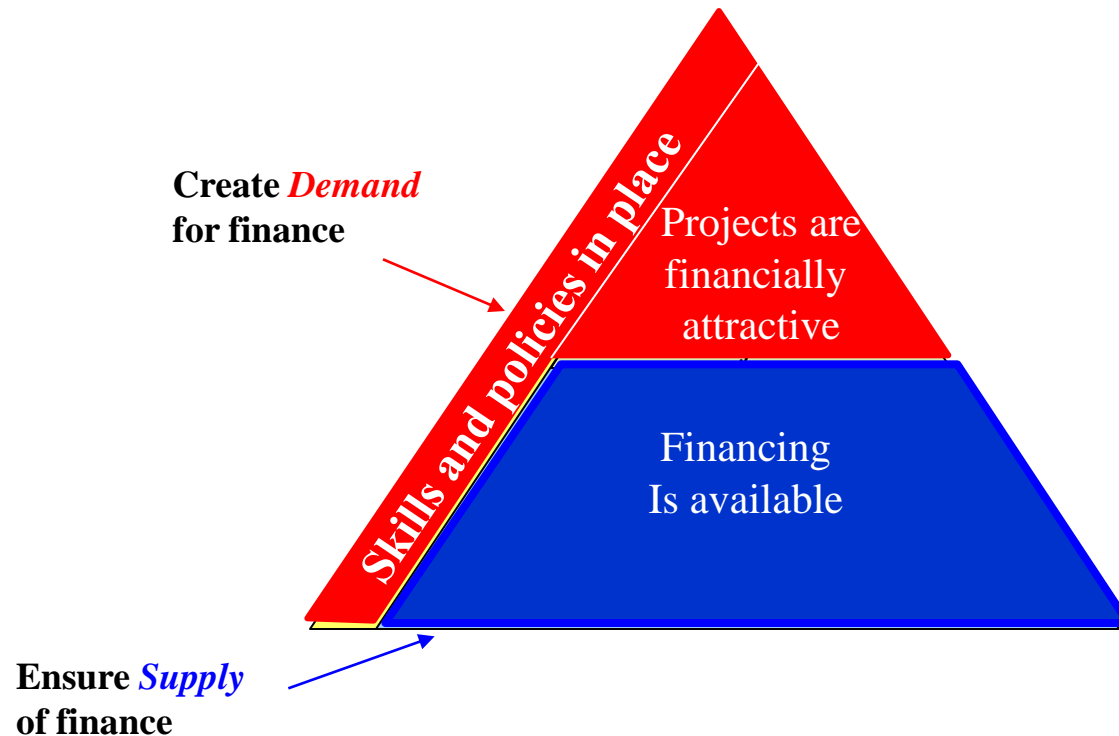 Create Demand
for finance
Skills and policies in place
Projects are
financially
attractive
Financing
Is available
Ensure Supply
of finance